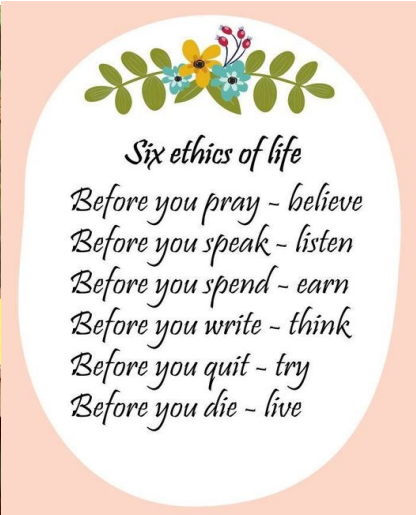 Six ethics of life
Before you pray - believe
Before you speak - listen
Before you spend - earn
Before you write - think
Before you quit - try
Before you die - live